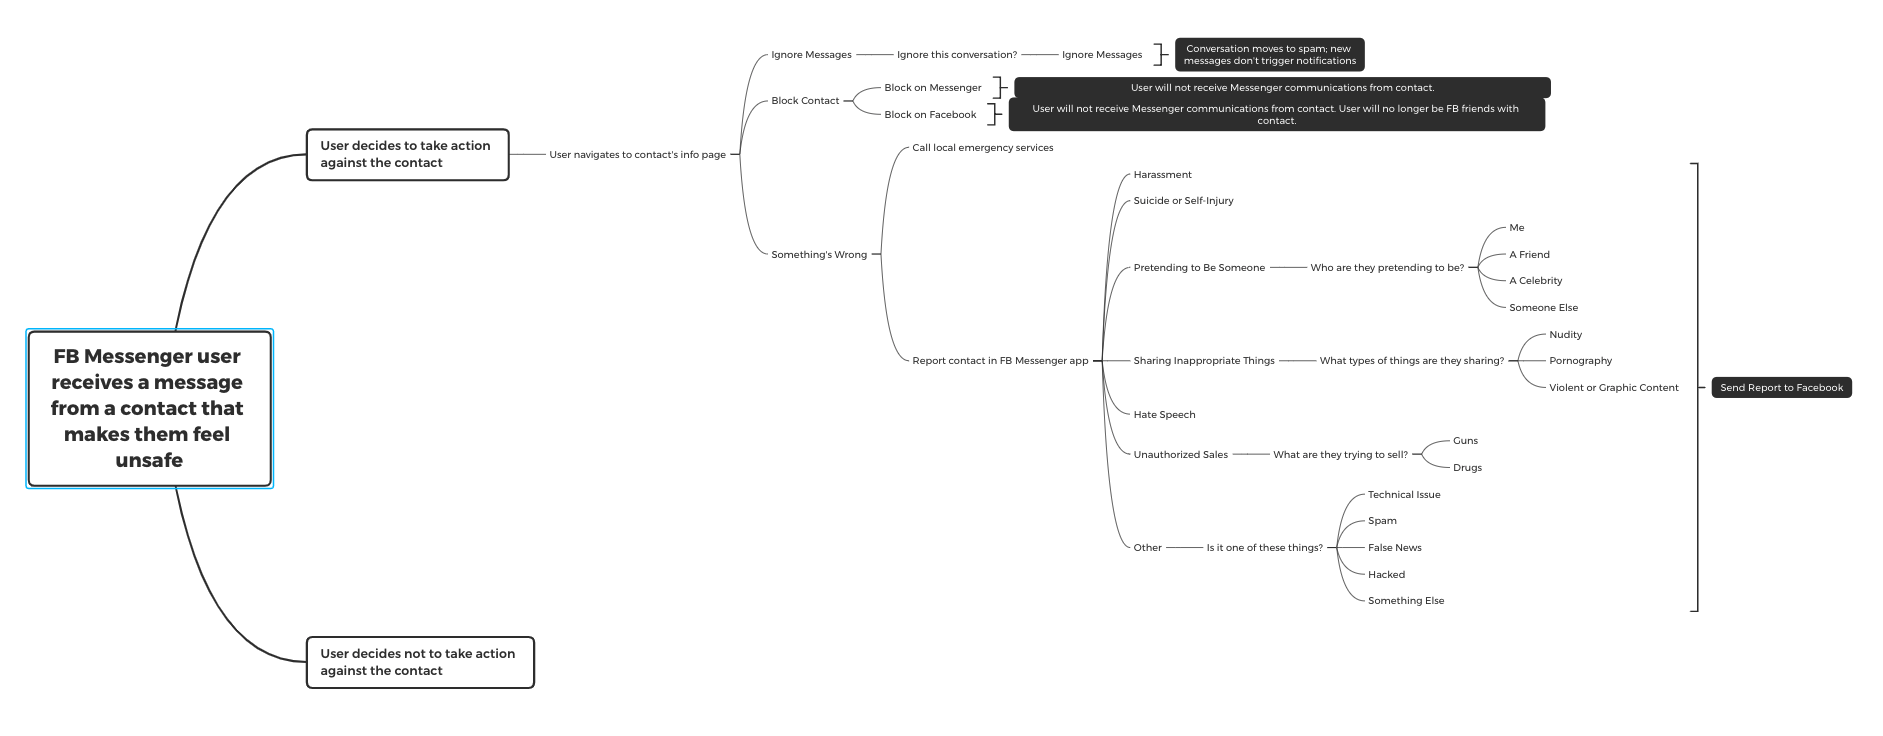 FB Messenger user
receives a message
from a contact that
makes them feel
unsafe
User decides to take action
against the contact
User navigates to contact's info page
Ignore Messages
Ignore this conversation?
Ignore Messages
Conversation moves to spam; new
messages don't trigger notifications
Block Contact
Block on Messenger
User will not receive Messenger communications from contact.
Block on Facebook
User will not receive Messenger communications from contact. User will no longer be FB friends with
contact.
Something's Wrong
Call local emergency services
Report contact in FB Messenger app
Harassment
Suicide or Self-Injury
Pretending to Be Someone
Who are they pretending to be?
Me
A Friend
A Celebrity
Someone Else
Sharing Inappropriate Things
What types of things are they sharing?
Nudity
Pornography
Violent or Graphic Content
Hate Speech
Unauthorized Sales
What are they trying to sell?
Guns
Drugs
Other
Is it one of these things?
Technical Issue
Spam
False News
Hacked
Something Else
Send Report to Facebook
User decides not to take action
against the contact